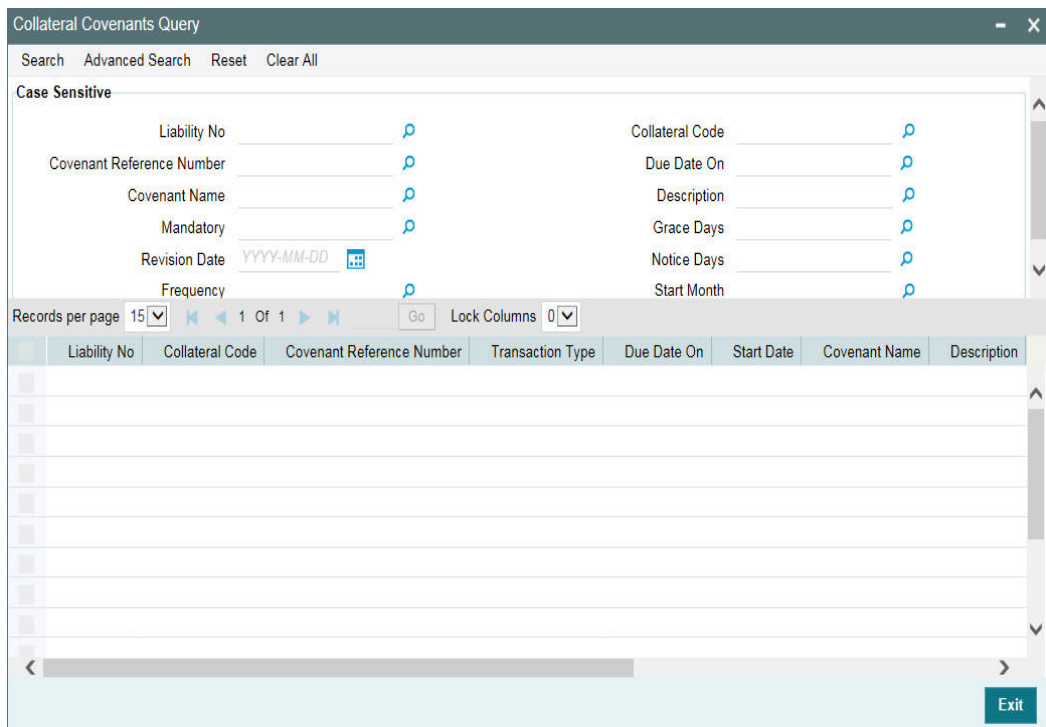 Collateral Covenants Query
Search Advanced Search Reset Clear All
Case Sensitive
Liability No Collateral Code
Covenant Reference Number Due Date On
Covenant Name Description
Mandatory Grace Days
Revision Date YYYY-MM-DD Notice Days
Frequency Start Month
Records per page 15 1 Of 1 Go Lock Columns 0
Liability No Collateral Code Covenant Reference Number Transaction Type Due Date On Start Date Covenant Name Description
Exit